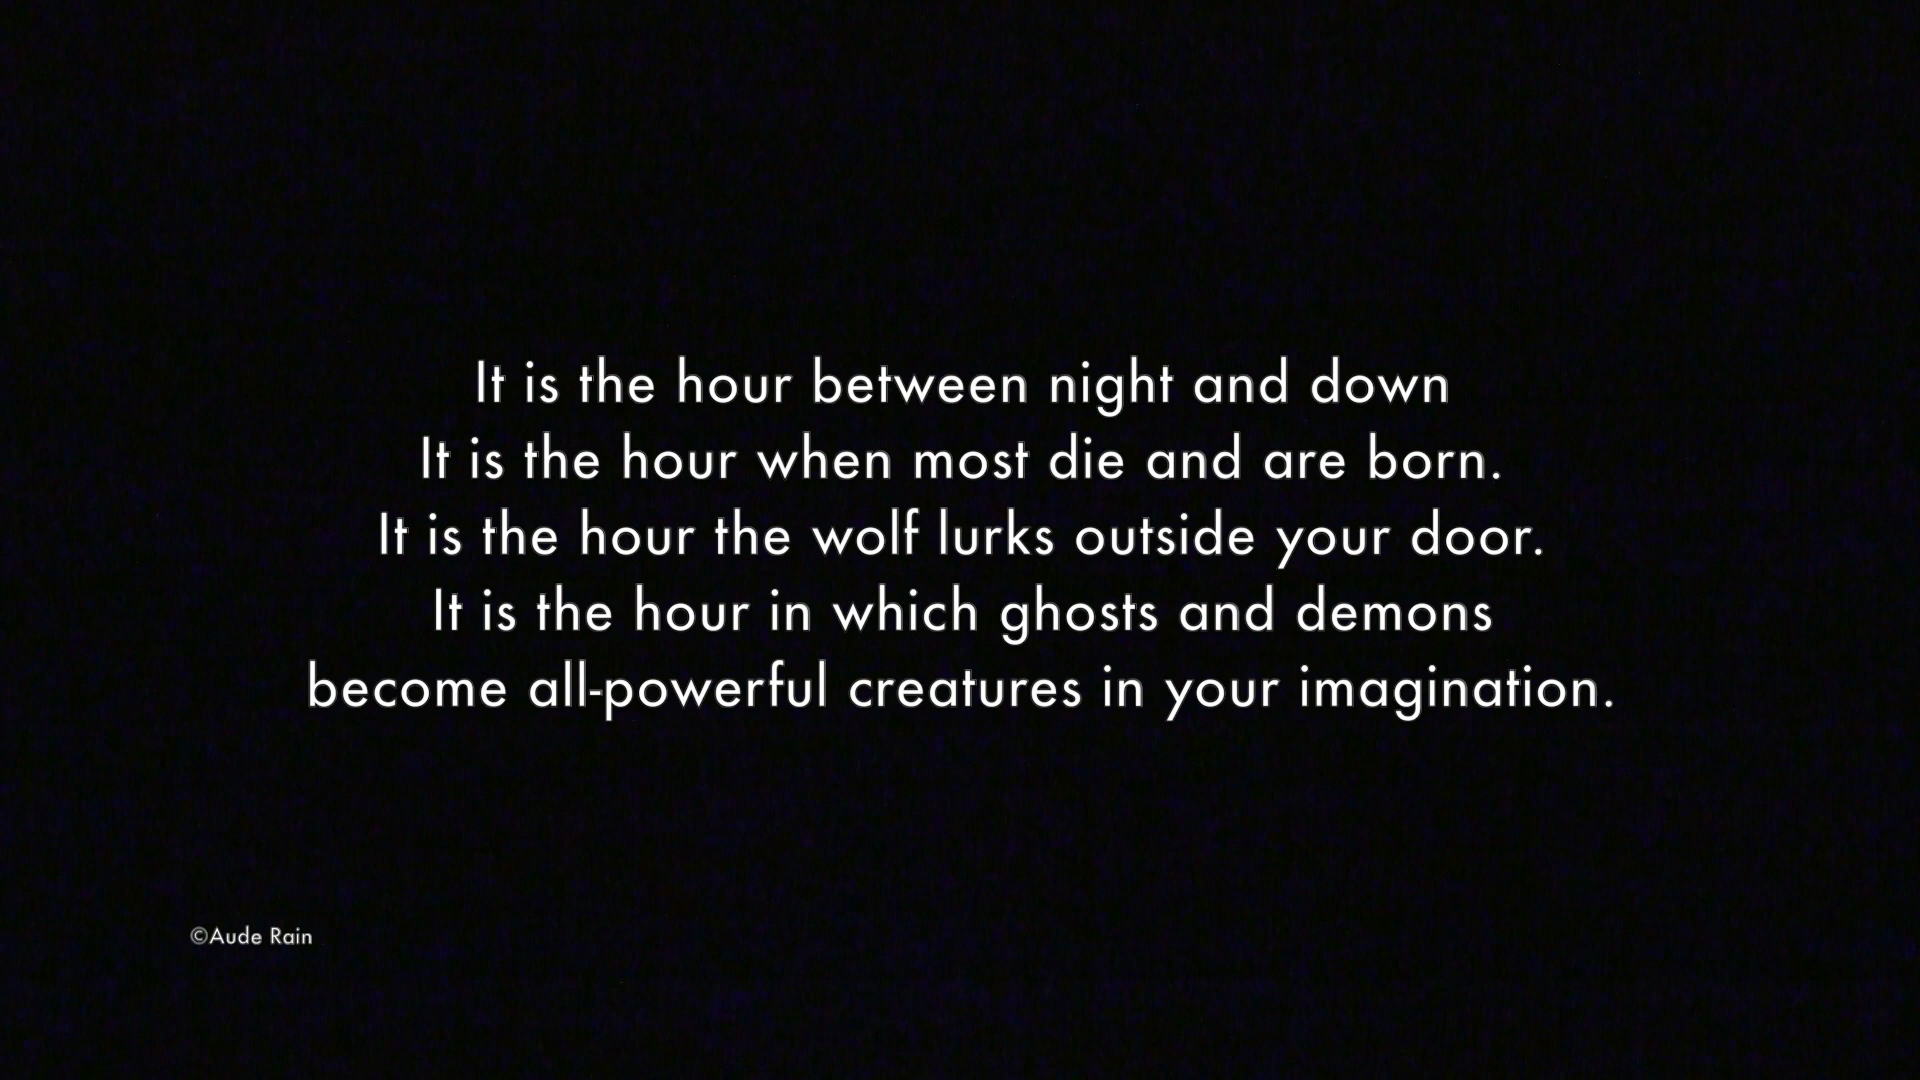 It is the hour between night and down
It is the hour when most die and are born.
It is the hour the wolf lurks outside your door.
It is the hour in which ghosts and demons
become all-powerful creatures in your imagination.
©Aude Rain